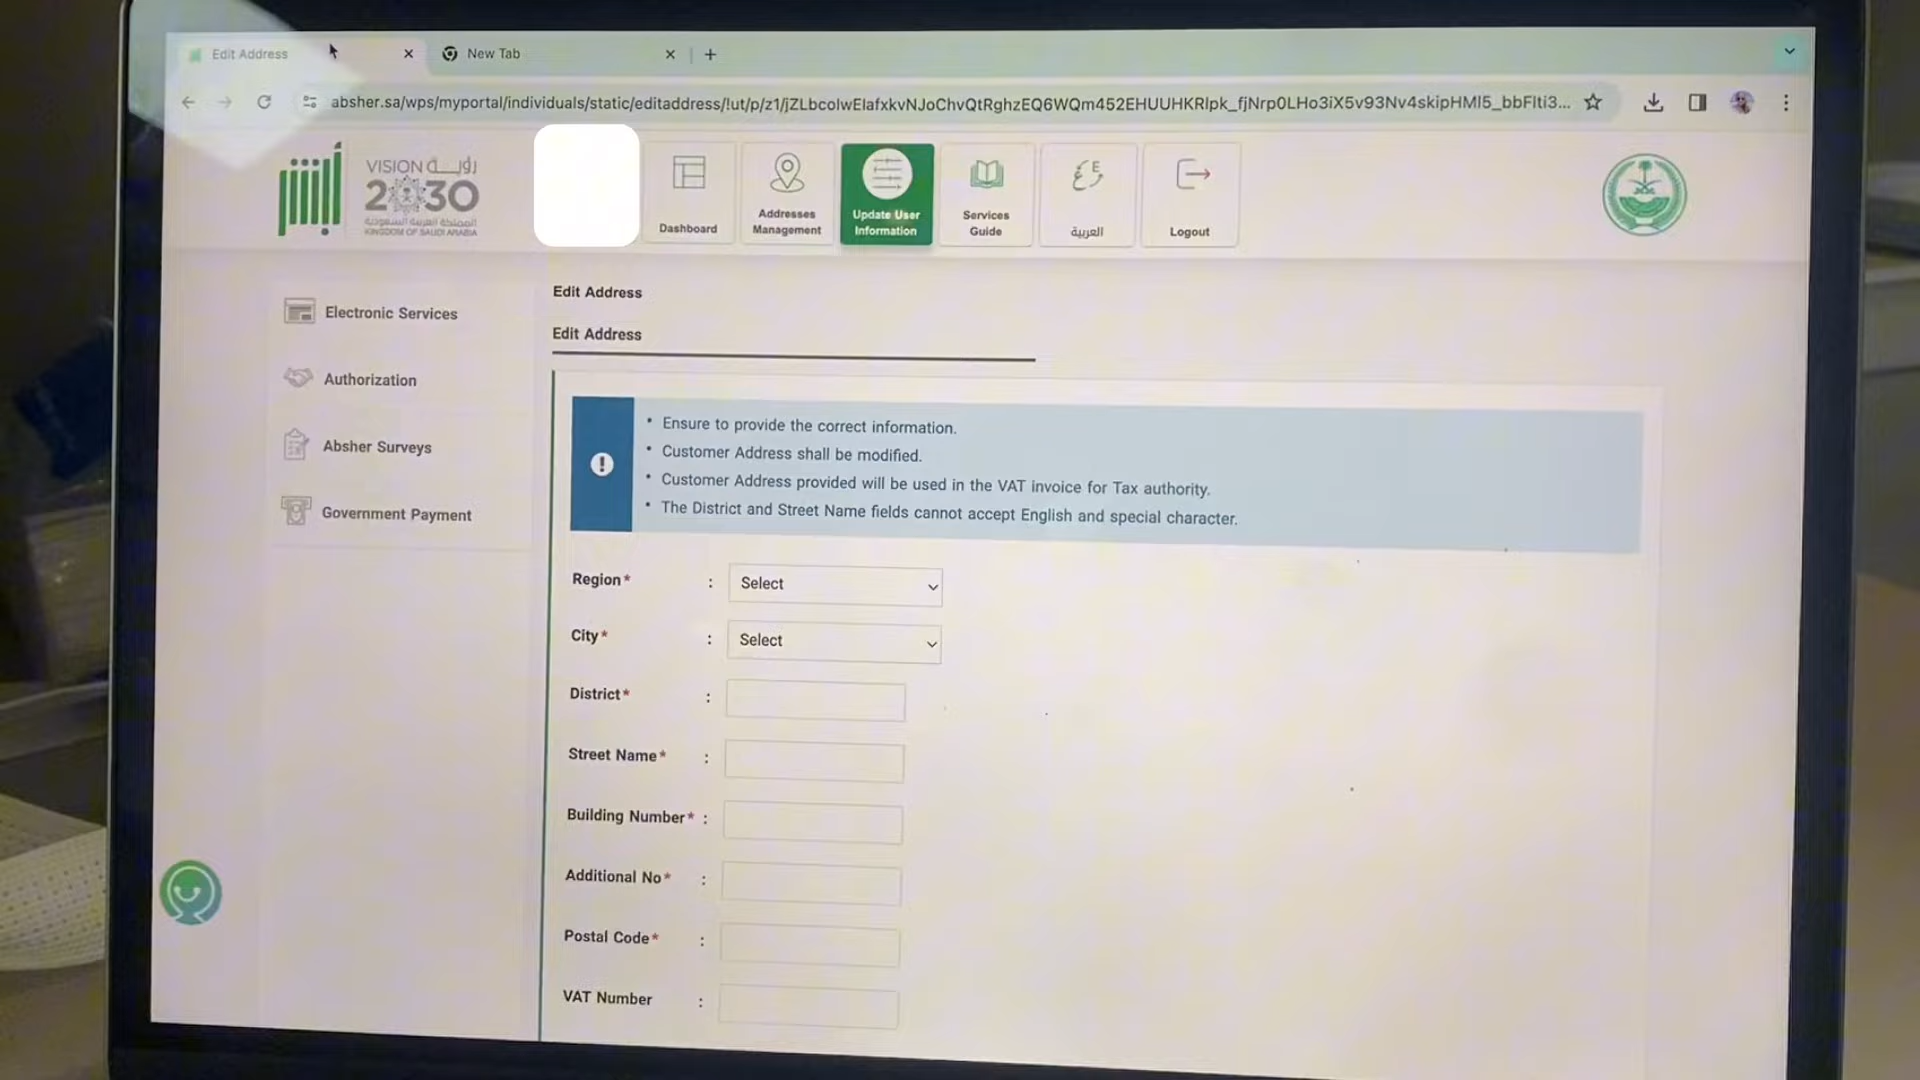 Edit Address
New Tab
absher.sa/wps/myportal/individuals/static/editaddress/!ut/p/z1/
أبشر
VISION رؤيــة
2030
المملكة العربية السعودية
KINGDOM OF SAUDI ARABIA
Dashboard
Addresses
Management
Update User
Information
Services
Guide
ع E
العربية
Logout
Electronic Services
Authorization
Absher Surveys
Government Payment
Edit Address
Edit Address
• Ensure to provide the correct information.
• Customer Address shall be modified.
• Customer Address provided will be used in the VAT invoice for Tax authority.
• The District and Street Name fields cannot accept English and special character.
Region* : Select
City* : Select
District* :
Street Name* :
Building Number* :
Additional No* :
Postal Code* :
VAT Number :